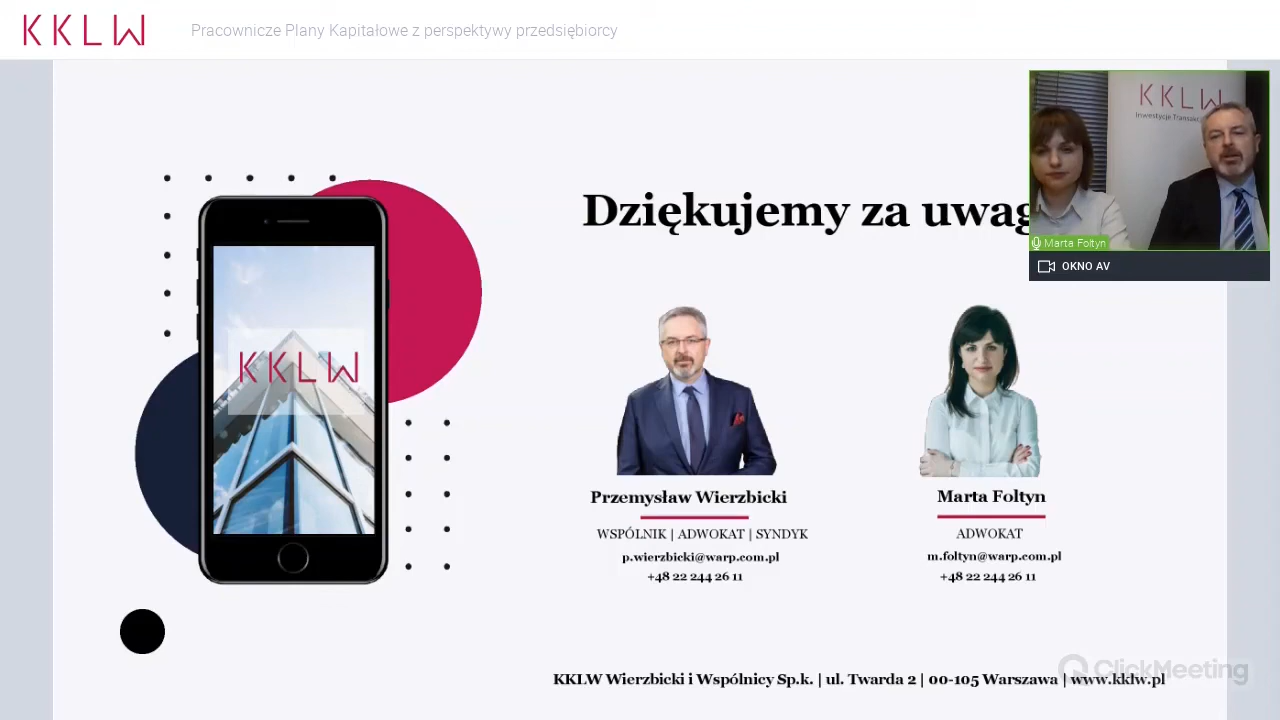 KKLW
Pracownicze Plany Kapitałowe z perspektywy przedsiębiorcy
KKLW
Marta Foltyn
OKNO AV
Dziękujemy za uwag
KKLW
Przemysław Wierzbicki
WSPÓLNIK | ADWOKAT | SYNDYK
p.wierzbicki@warp.com.pl
+48 22 244 26 11
Marta Foltyn
ADWOKAT
m.foltyn@warp.com.pl
+48 22 244 26 11
ClickMeeting
KKLW Wierzbicki i Wspólnicy Sp.k. | ul. Twarda 2 | 00-105 Warszawa | www.kklw.pl